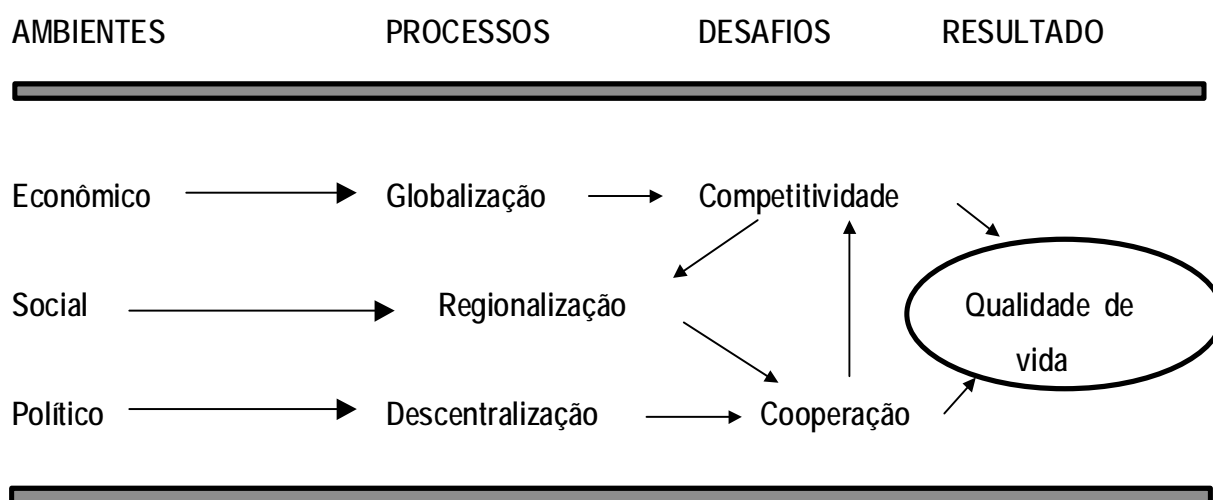 AMBIENTES PROCESSOS DESAFIOS RESULTADO
Econômico Globalização Competitividade
Social Regionalização Qualidade de
vida
Político Descentralização Cooperação